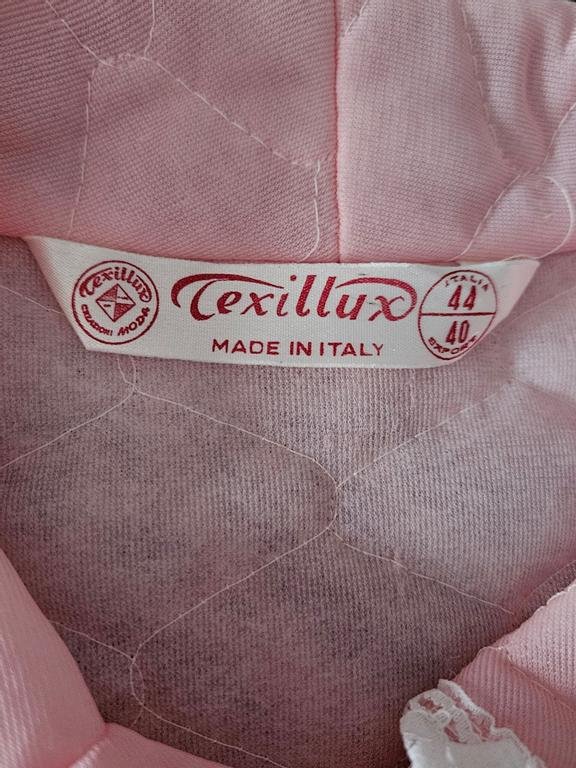 Texillux
CREAZIONI MODA
Texillux
MADE IN ITALY
ITALIA
44
40
EXPORT